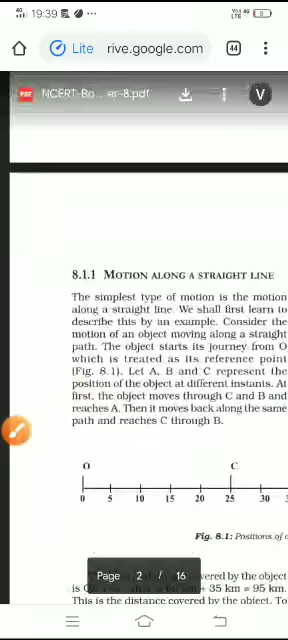 19:39
Lite rive.google.com 44
PDF NCERT-Bo... er-8.pdf V
8.1.1 MOTION ALONG A STRAIGHT LINE
The simplest type of motion is the motion
along a straight line. We shall first learn to
describe this by an example. Consider the
motion of an object moving along a straight
path. The object starts its journey from O
which is treated as its reference point
(Fig. 8.1). Let A, B and C represent the
position of the object at different instants. At
first, the object moves through C and B and
reaches A. Then it moves back along the same
path and reaches C through B.
O C
0 5 10 15 20 25 30
Fig. 8.1: Positions of
Page 2 / 16
vered by the object
is 35 km = 95 km.
This is the distance covered by the object. To